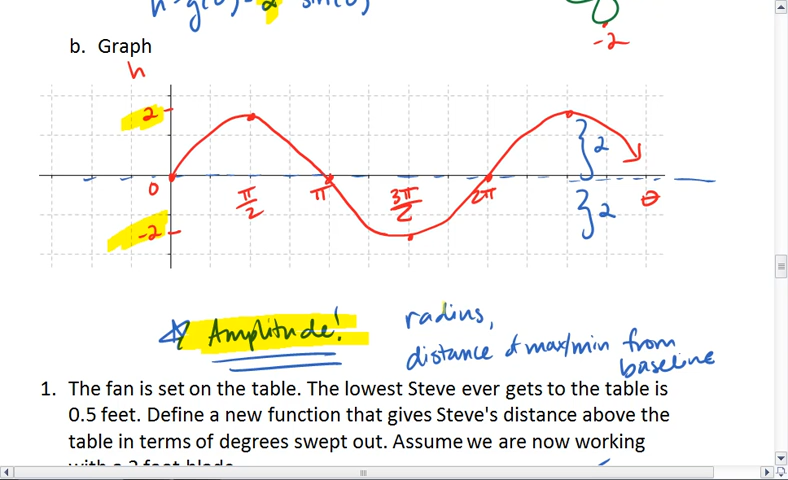 h = g(θ) = 2 sin(θ)
-2
b. Graph
h
2
0
π/2
π
3π/2
2π
θ
2
2
-2
Amplitude!
radius,
distance of max/min from
baseline
1. The fan is set on the table. The lowest Steve ever gets to the table is
0.5 feet. Define a new function that gives Steve's distance above the
table in terms of degrees swept out. Assume we are now working